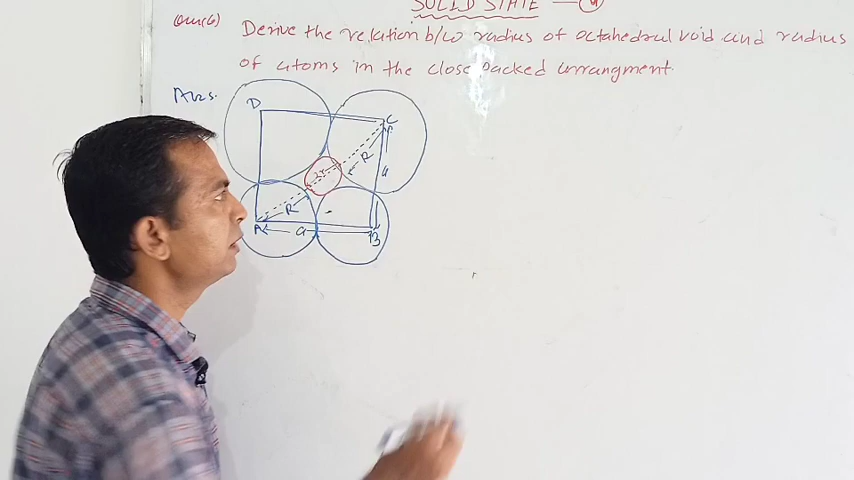 SOLID STATE
Qus(6) Derive the relation b/w radius of octahedral void and radius
of atoms in the close packed arrangment.
Ans.
D
C
R
a
2r
R
A
a
B